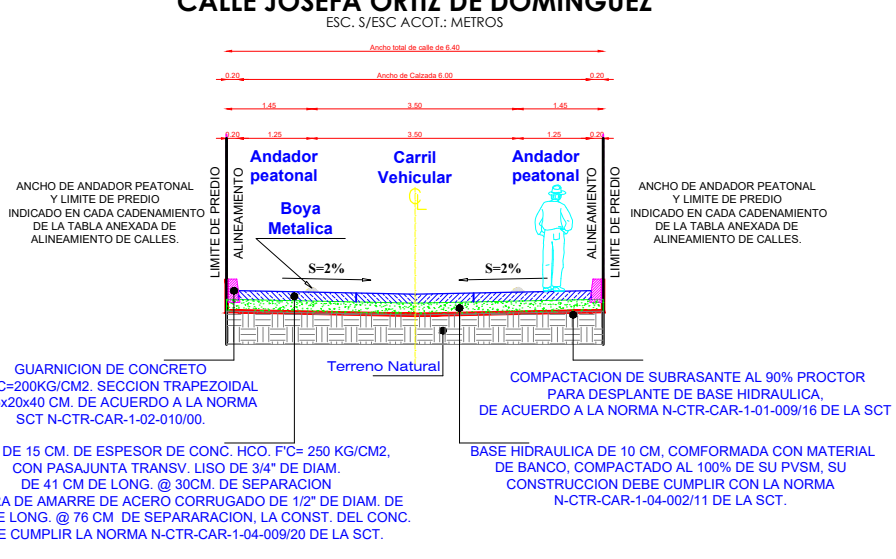 CALLE JOSEFA ORTIZ DE DOMINGUEZ
ESC. S/ESC ACOT.: METROS
Ancho total de calle de 6.40
0.20
Ancho de Calzada 6.00
0.20
1.45
3.50
1.45
0.20
1.25
3.50
1.25
0.20
Andador
peatonal
Carril
Vehicular
Andador
peatonal
LIMITE DE PREDIO
ALINEAMIENTO
ALINEAMIENTO
LIMITE DE PREDIO
ANCHO DE ANDADOR PEATONAL
Y LIMITE DE PREDIO
INDICADO EN CADA CADENAMIENTO
DE LA TABLA ANEXADA DE
ALINEAMIENTO DE CALLES.
ANCHO DE ANDADOR PEATONAL
Y LIMITE DE PREDIO
INDICADO EN CADA CADENAMIENTO
DE LA TABLA ANEXADA DE
ALINEAMIENTO DE CALLES.
Boya
Metalica
CL
S=2%
S=2%
Terreno Natural
GUARNICION DE CONCRETO
C=200KG/CM2. SECCION TRAPEZOIDAL
x20x40 CM. DE ACUERDO A LA NORMA
SCT N-CTR-CAR-1-02-010/00.
COMPACTACION DE SUBRASANTE AL 90% PROCTOR
PARA DESPLANTE DE BASE HIDRAULICA,
DE ACUERDO A LA NORMA N-CTR-CAR-1-01-009/16 DE LA SCT
DE 15 CM. DE ESPESOR DE CONC. HCO. F'C= 250 KG/CM2,
CON PASAJUNTA TRANSV. LISO DE 3/4" DE DIAM.
DE 41 CM DE LONG. @ 30CM. DE SEPARACION
RA DE AMARRE DE ACERO CORRUGADO DE 1/2" DE DIAM. DE
E LONG. @ 76 CM DE SEPARARACION, LA CONST. DEL CONC.
E CUMPLIR LA NORMA N-CTR-CAR-1-04-009/20 DE LA SCT.
BASE HIDRAULICA DE 10 CM, COMFORMADA CON MATERIAL
DE BANCO, COMPACTADO AL 100% DE SU PVSM, SU
CONSTRUCCION DEBE CUMPLIR CON LA NORMA
N-CTR-CAR-1-04-002/11 DE LA SCT.